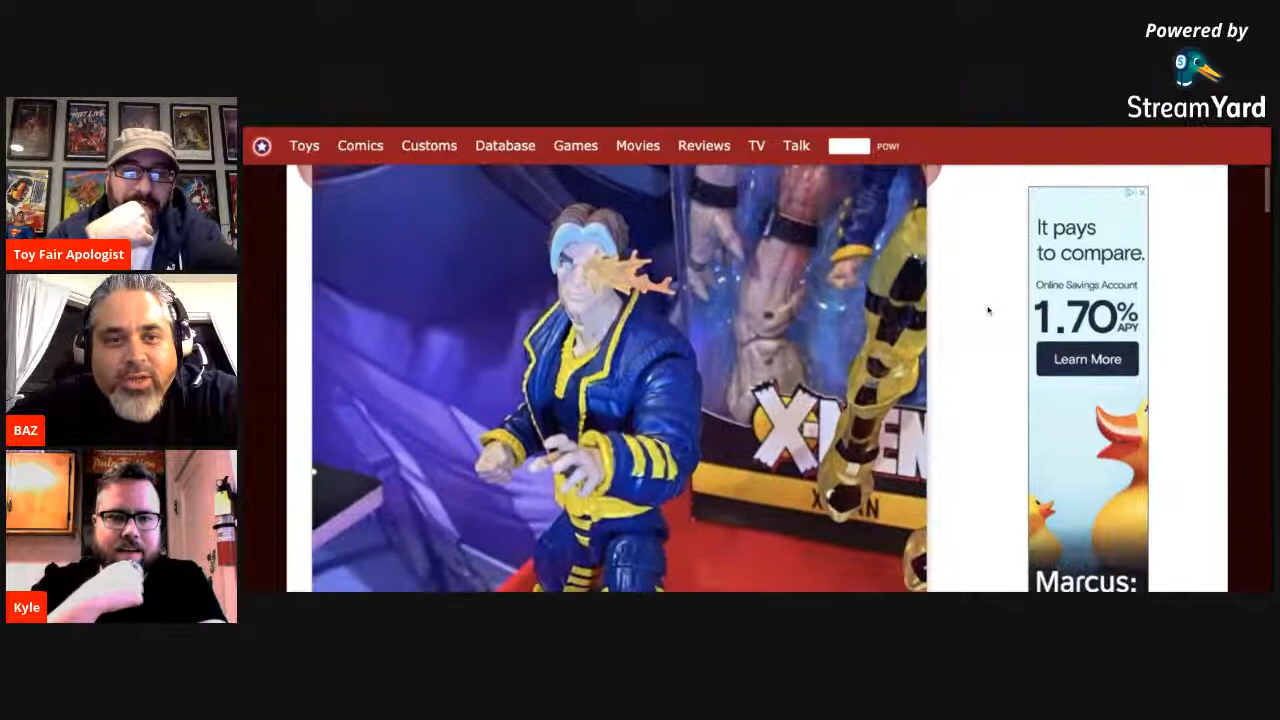 Powered by
StreamYard
Toys Comics Customs Database Games Movies Reviews TV Talk POW!
Toy Fair Apologist
BAZ
Kyle
X-MEN
It pays
to compare.
Online Savings Account
1.70% APY
Learn More
Marcus: